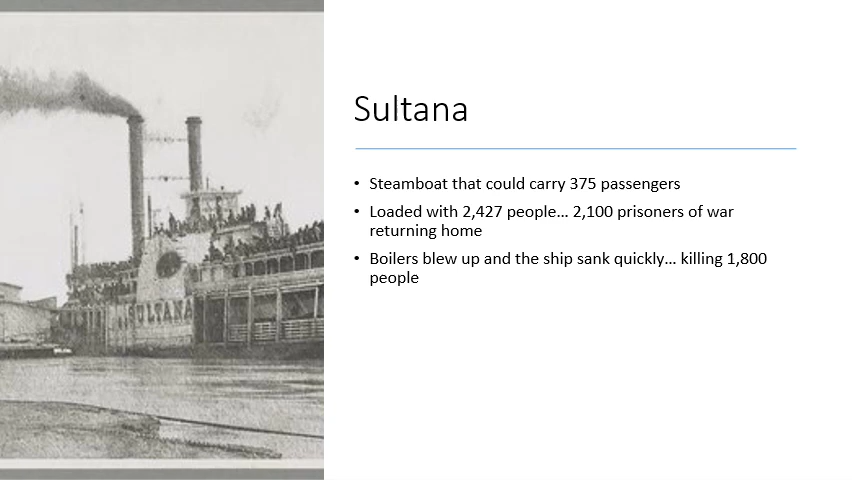 Sultana
• Steamboat that could carry 375 passengers
• Loaded with 2,427 people... 2,100 prisoners of war
returning home
• Boilers blew up and the ship sank quickly... killing 1,800
people
SULTANA